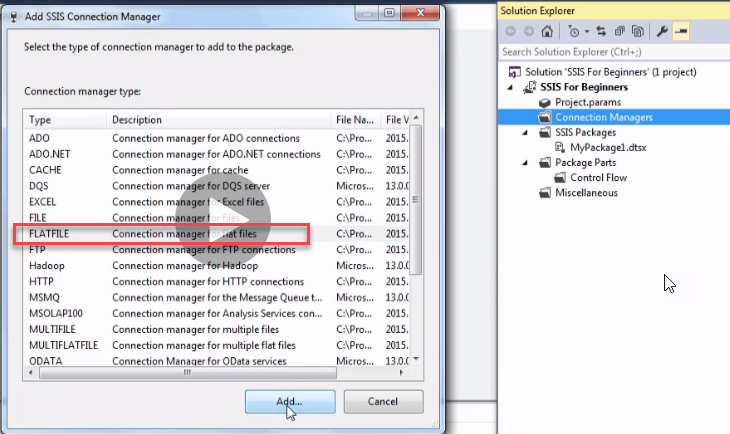 Add SSIS Connection Manager
Select the type of connection manager to add to the package.
Connection manager type:
Type Description File Na... File V
ADO Connection manager for ADO connections C:\Pro... 2015.
ADO.NET Connection manager for ADO.NET connections C:\Pro... 2015.
CACHE Connection manager for cache C:\Pro... 2015.
DQS Connection manager for DQS server Micros... 13.0.0
EXCEL Connection manager for Excel files C:\Pro... 2015.
FILE Connection manager for files C:\Pro... 2015.
FLATFILE Connection manager for flat files C:\Pro... 2015.
FTP Connection manager for FTP connections C:\Pro... 2015.
Hadoop Connection manager for Hadoop Micros... 13.0.0
HTTP Connection manager for HTTP connections C:\Pro... 2015.
MSMQ Connection manager for the Message Queue t... C:\Pro... 2015.
MSOLAP100 Connection manager for Analysis Services con... C:\Pro... 2015.
MULTIFILE Connection manager for multiple files C:\Pro... 2015.
MULTIFLATFILE Connection manager for multiple flat files C:\Pro... 2015.
ODATA Connection Manager for OData services Micros... 13.0.0
Add... Cancel
Solution Explorer
Search Solution Explorer (Ctrl+;)
Solution 'SSIS For Beginners' (1 project)
SSIS For Beginners
Project.params
Connection Managers
SSIS Packages
MyPackage1.dtsx
Package Parts
Control Flow
Miscellaneous